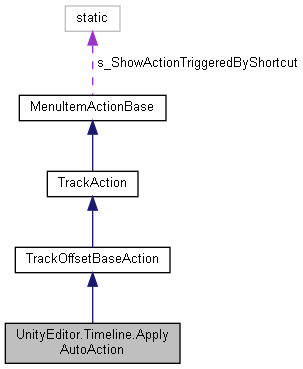 static
s_ShowActionTriggeredByShortcut
MenuItemActionBase
TrackAction
TrackOffsetBaseAction
UnityEditor.Timeline.Apply
AutoAction